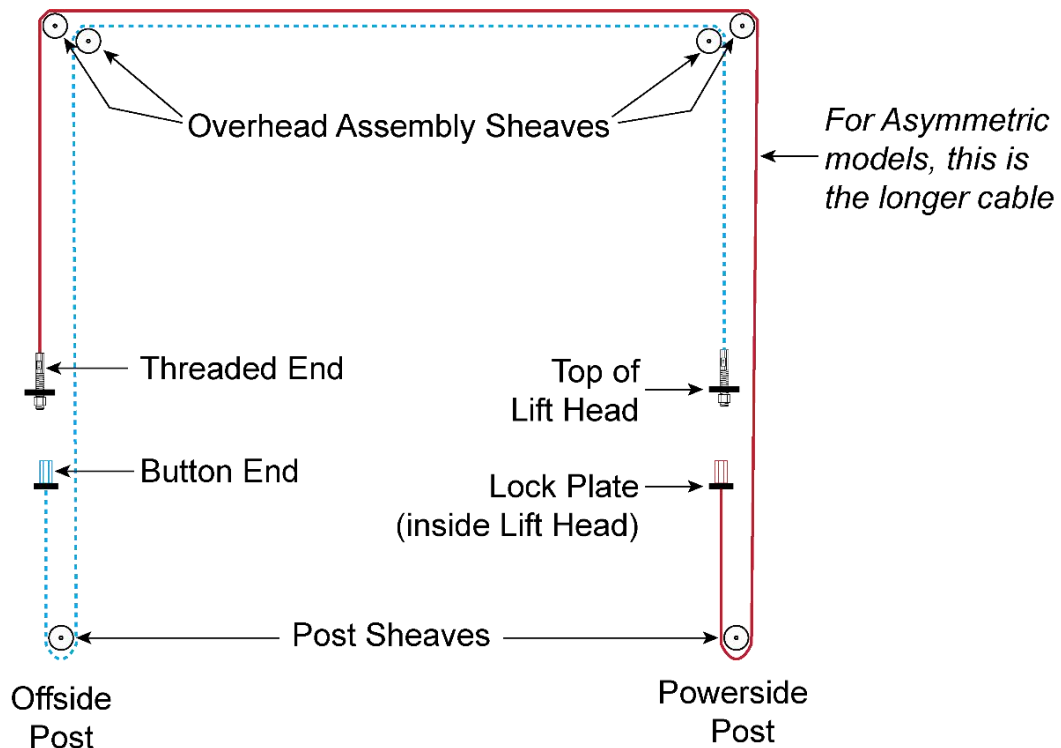 Overhead Assembly Sheaves
For Asymmetric
models, this is
the longer cable
Threaded End
Top of
Lift Head
Button End
Lock Plate
(inside Lift Head)
Post Sheaves
Offside
Post
Powerside
Post